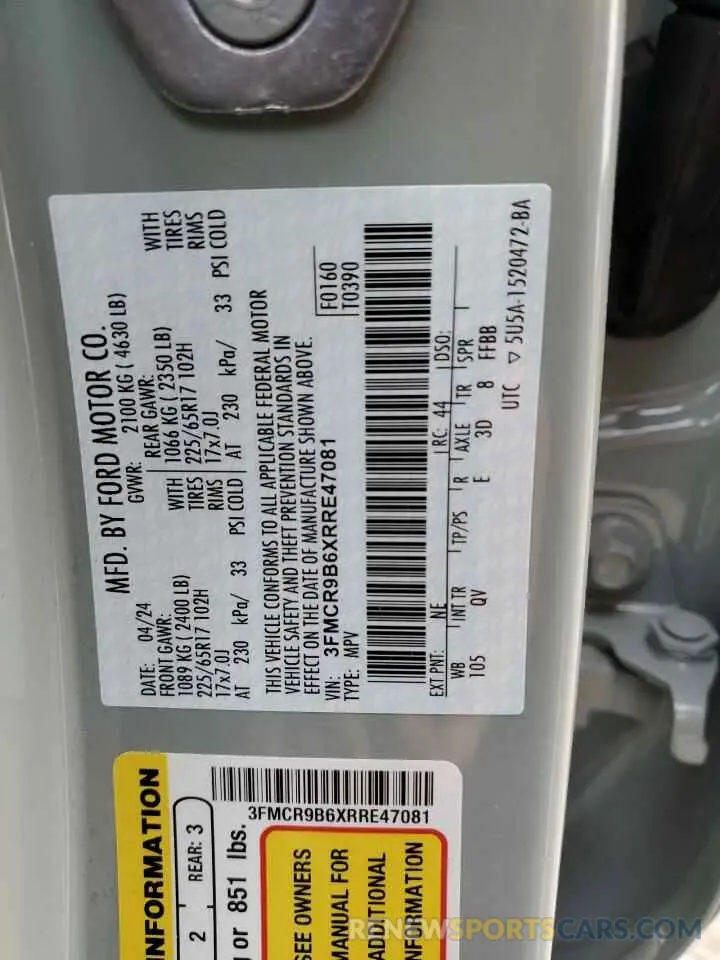 MFD. BY FORD MOTOR CO.
DATE: 04/24 GVWR: 2100 KG ( 4630 LB)
FRONT GAWR: REAR GAWR:
1089 KG (2400 LB) WITH 1066 KG ( 2350 LB) WITH
225/65R17 102H TIRES 225/65R17 102H TIRES
17x7.0J RIMS 17x7.0J RIMS
AT 230 kPa/ 33 PSI COLD AT 230 kPa/ 33 PSI COLD
THIS VEHICLE CONFORMS TO ALL APPLICABLE FEDERAL MOTOR
VEHICLE SAFETY AND THEFT PREVENTION STANDARDS IN
EFFECT ON THE DATE OF MANUFACTURE SHOWN ABOVE.
VIN: 3FMCR9B6XRRE47081 F0160
TYPE: MPV T0390
EXT PNT: NE RC: 44 DSO:
WB INT TR TP/PS R AXLE TR SPR
105 QV E 3D 8 FFBB
UTC ▽ 5U5A-1520472-BA
INFORMATION
2 REAR: 3
or 851 lbs.
3FMCR9B6XRRE47081
SEE OWNERS
MANUAL FOR
ADDITIONAL
INFORMATION
RENEWSPORTSCARS.COM